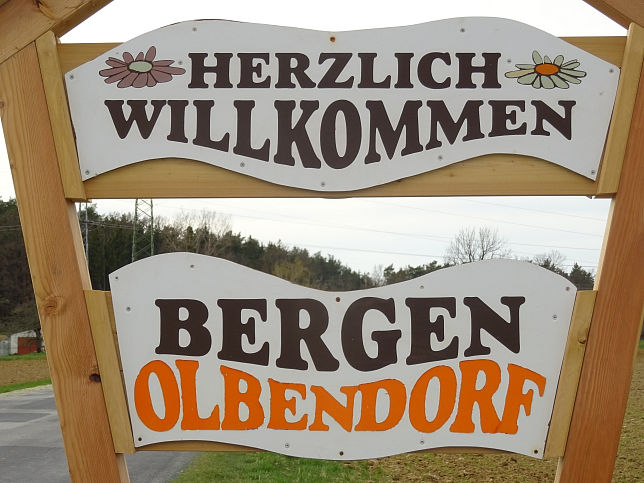 HERZLICH
WILLKOMMEN
BERGEN
OLBENDORF